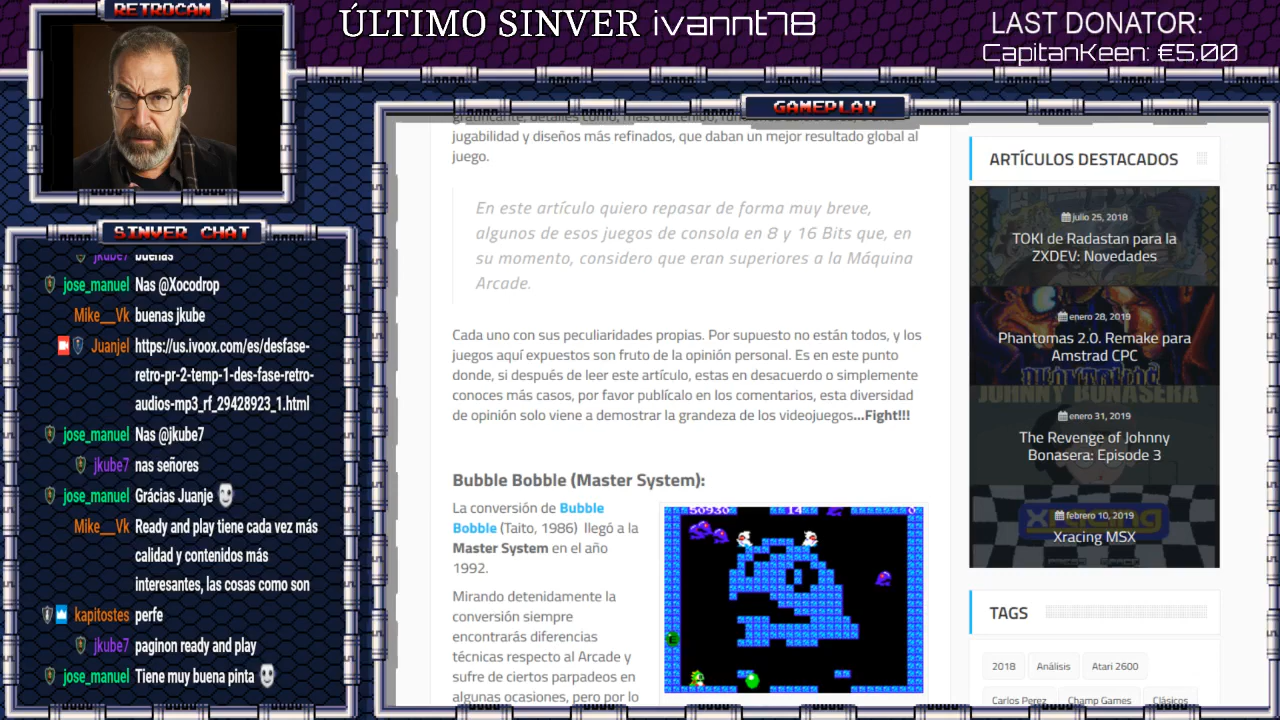 RETROCAM
ÚLTIMO SINVER ivannt78
LAST DONATOR:
CapitanKeen: €5.00
SINVER CHAT
jkube7 buenas
jose_manuel Nas @Xocodrop
Mike__Vk buenas jkube
Juanjel https://us.ivoox.com/es/desfase-
retro-pr-2-temp-1-des-fase-retro-
audios-mp3_rf_29428923_1.html
jose_manuel Nas @jkube7
jkube7 nas señores
jose_manuel Grácias Juanje
Mike__Vk Ready and play tiene cada vez más
calidad y contenidos más
interesantes, las cosas como son
kapitostes perfe
jkube7 paginon ready and play
jose_manuel Tiene muy buena pinta
GAMEPLAY
jugabilidad y diseños más refinados, que daban un mejor resultado global al
juego.
En este artículo quiero repasar de forma muy breve,
algunos de esos juegos de consola en 8 y 16 Bits que, en
su momento, considero que eran superiores a la Máquina
Arcade.
Cada uno con sus peculiaridades propias. Por supuesto no están todos, y los
juegos aquí expuestos son fruto de la opinión personal. Es en este punto
donde, si después de leer este artículo, estas en desacuerdo o simplemente
conoces más casos, por favor publícalo en los comentarios, esta diversidad
de opinión solo viene a demostrar la grandeza de los videojuegos...Fight!!!
Bubble Bobble (Master System):
La conversión de Bubble
Bobble (Taito, 1986) llegó a la
Master System en el año
1992.
Mirando detenidamente la
conversión siempre
encontrarás diferencias
técnicas respecto al Arcade y
sufre de ciertos parpadeos en
algunas ocasiones, pero por lo
50930
14
0
ARTÍCULOS DESTACADOS
julio 25, 2018
TOKI de Radastan para la
ZXDEV: Novedades
enero 28, 2019
Phantomas 2.0. Remake para
Amstrad CPC
JOHNNY BONASERA
enero 31, 2019
The Revenge of Johnny
Bonasera: Episode 3
febrero 10, 2019
Xracing MSX
TAGS
2018
Análisis
Atari 2600
Carlos Perez
Champ Games
Clásicos